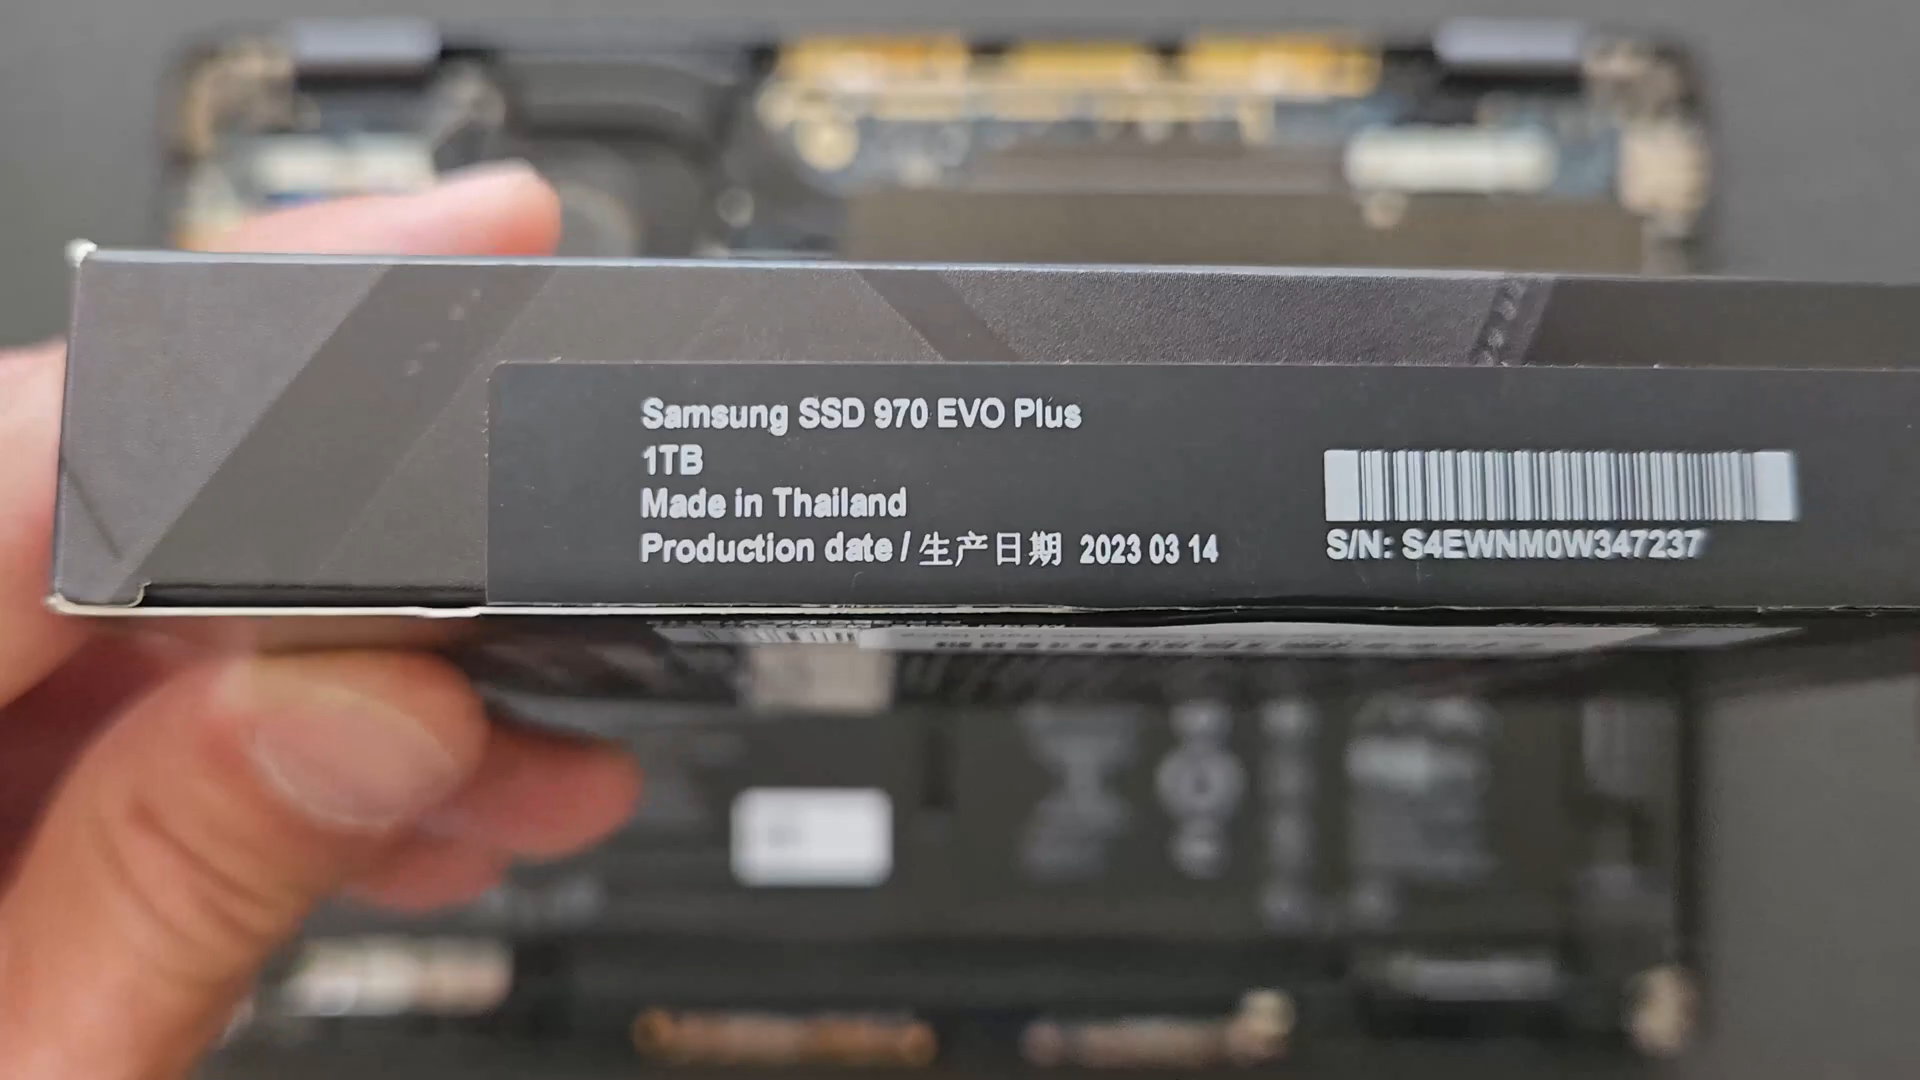 Samsung SSD 970 EVO Plus
1TB
Made in Thailand
Production date / 生产日期 2023 03 14
S/N: S4EWNM0W347237